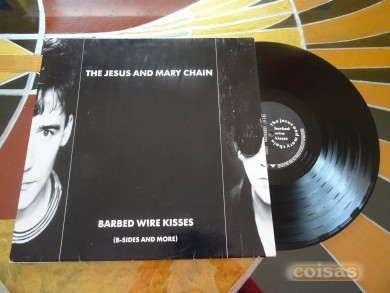 THE JESUS AND MARY CHAIN
BARBED WIRE KISSES
(B-SIDES AND MORE)
the jesus and mary chain
barbed
wire
kisses
coisas